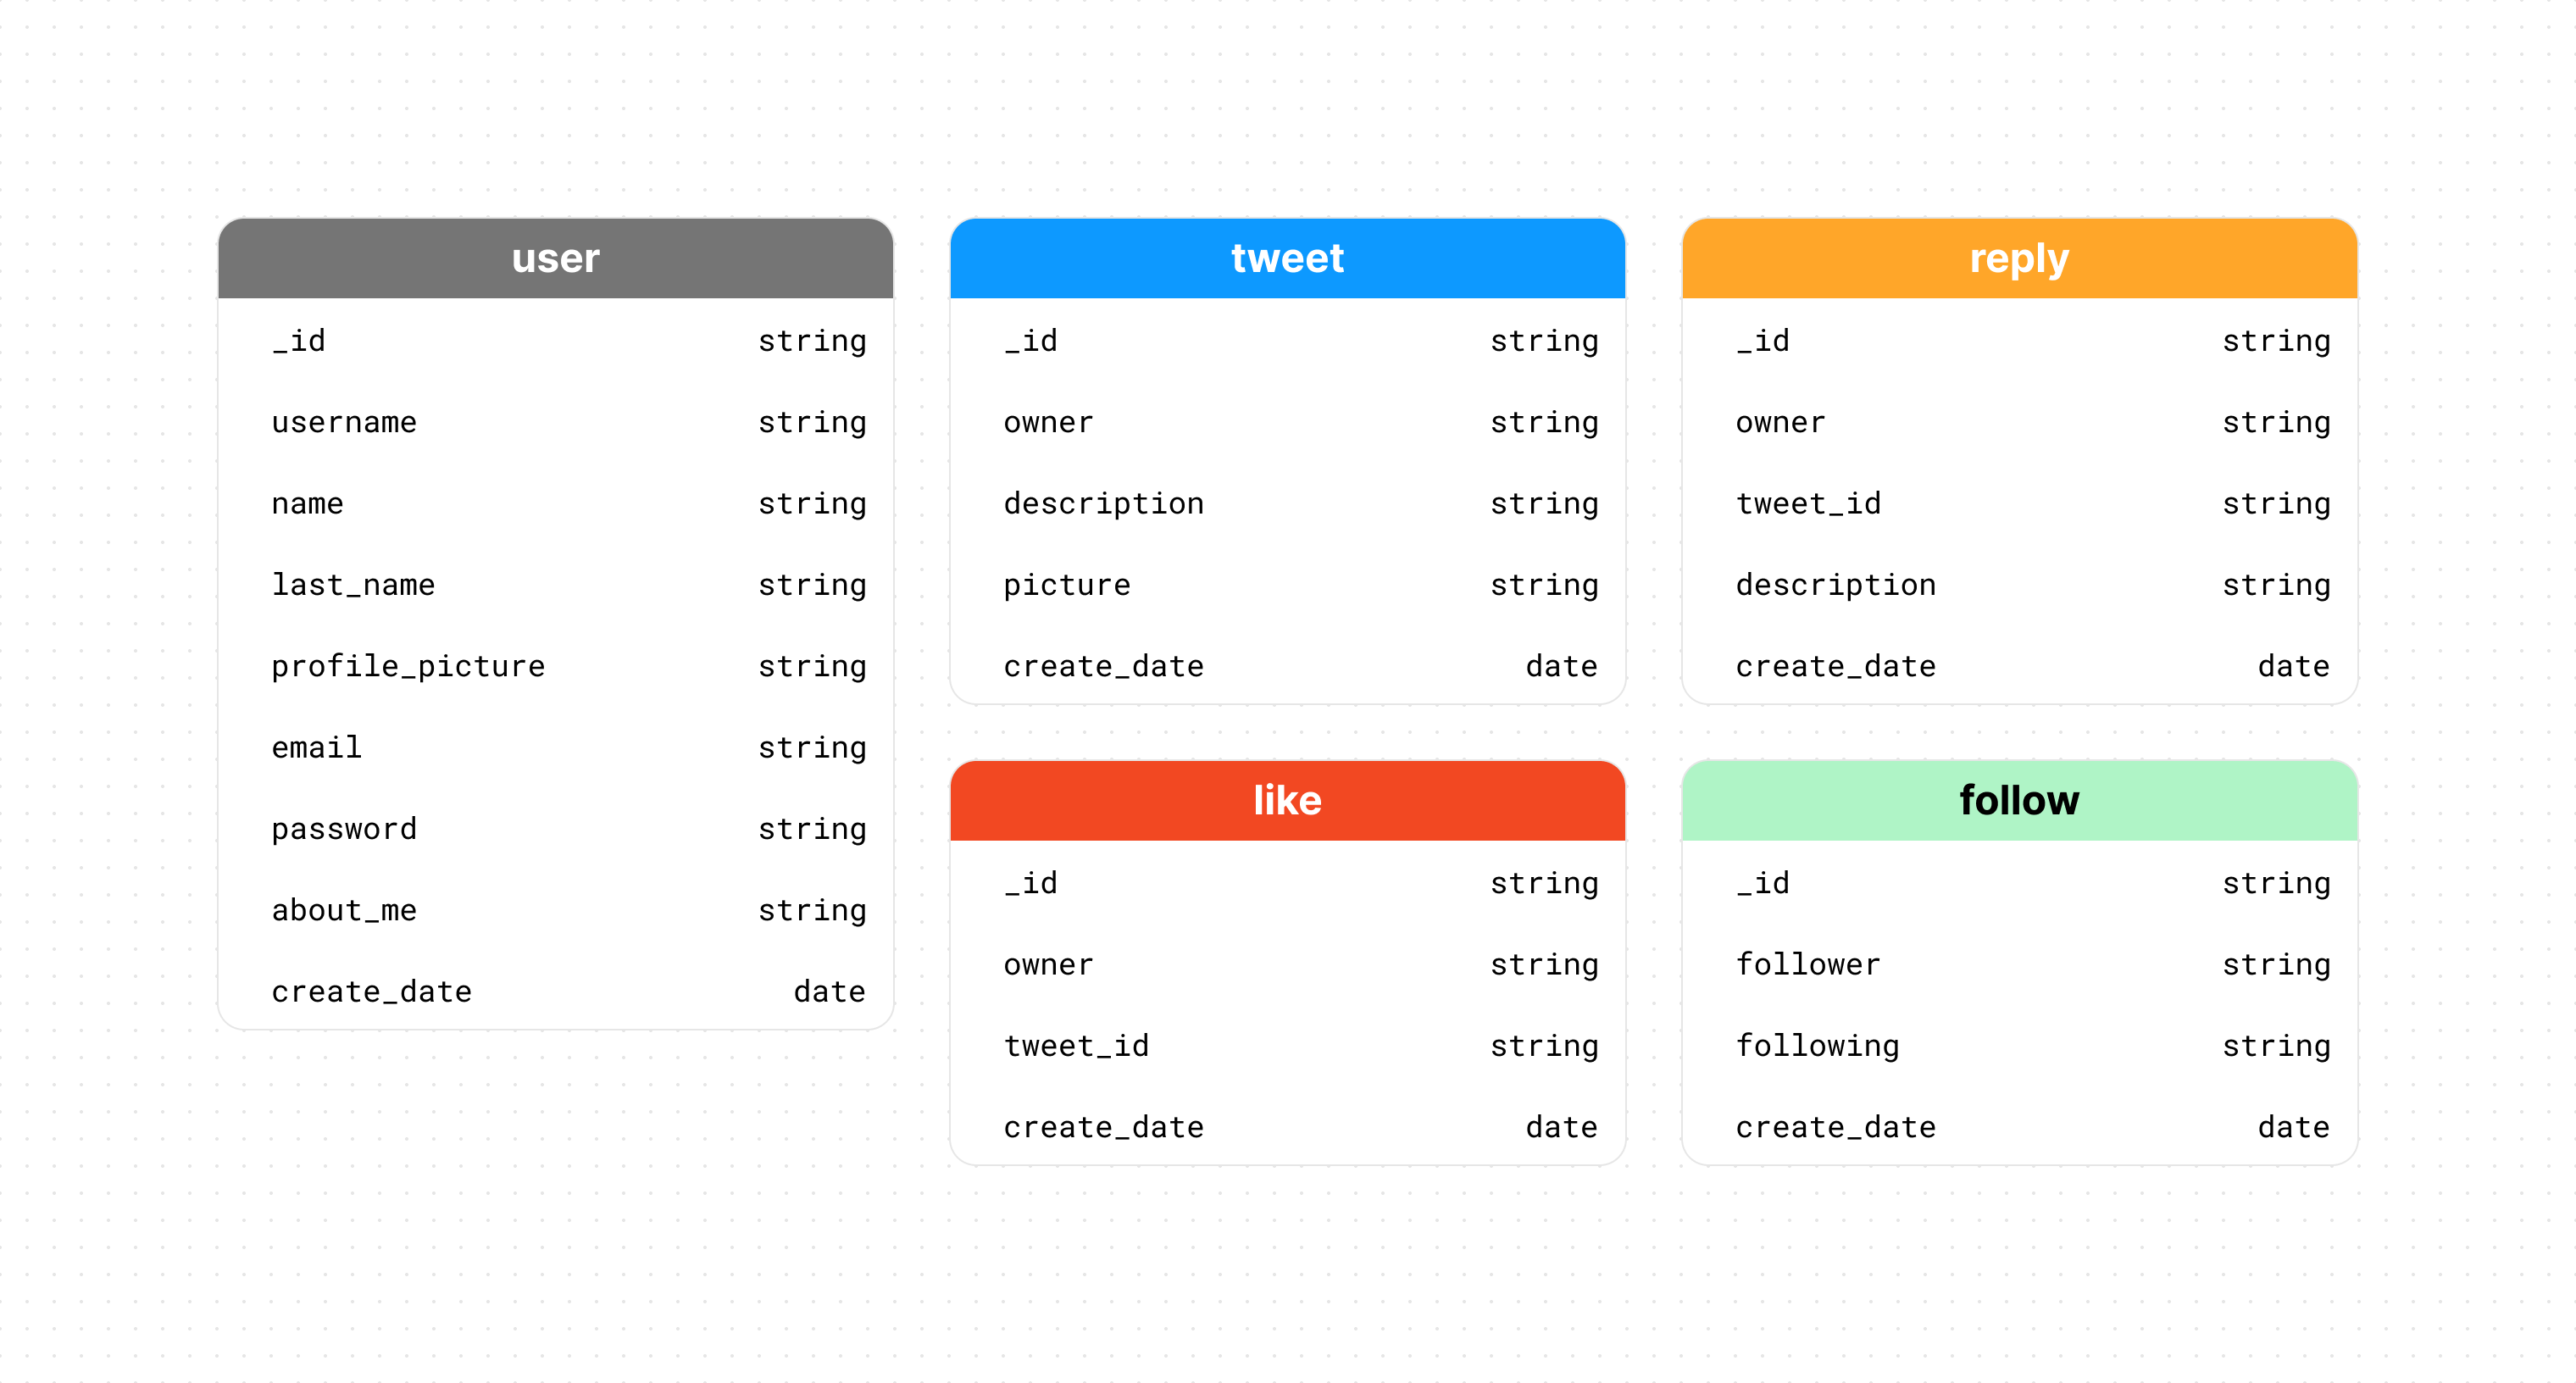 user
_id string
username string
name string
last_name string
profile_picture string
email string
password string
about_me string
create_date date
tweet
_id string
owner string
description string
picture string
create_date date
reply
_id string
owner string
tweet_id string
description string
create_date date
like
_id string
owner string
tweet_id string
create_date date
follow
_id string
follower string
following string
create_date date